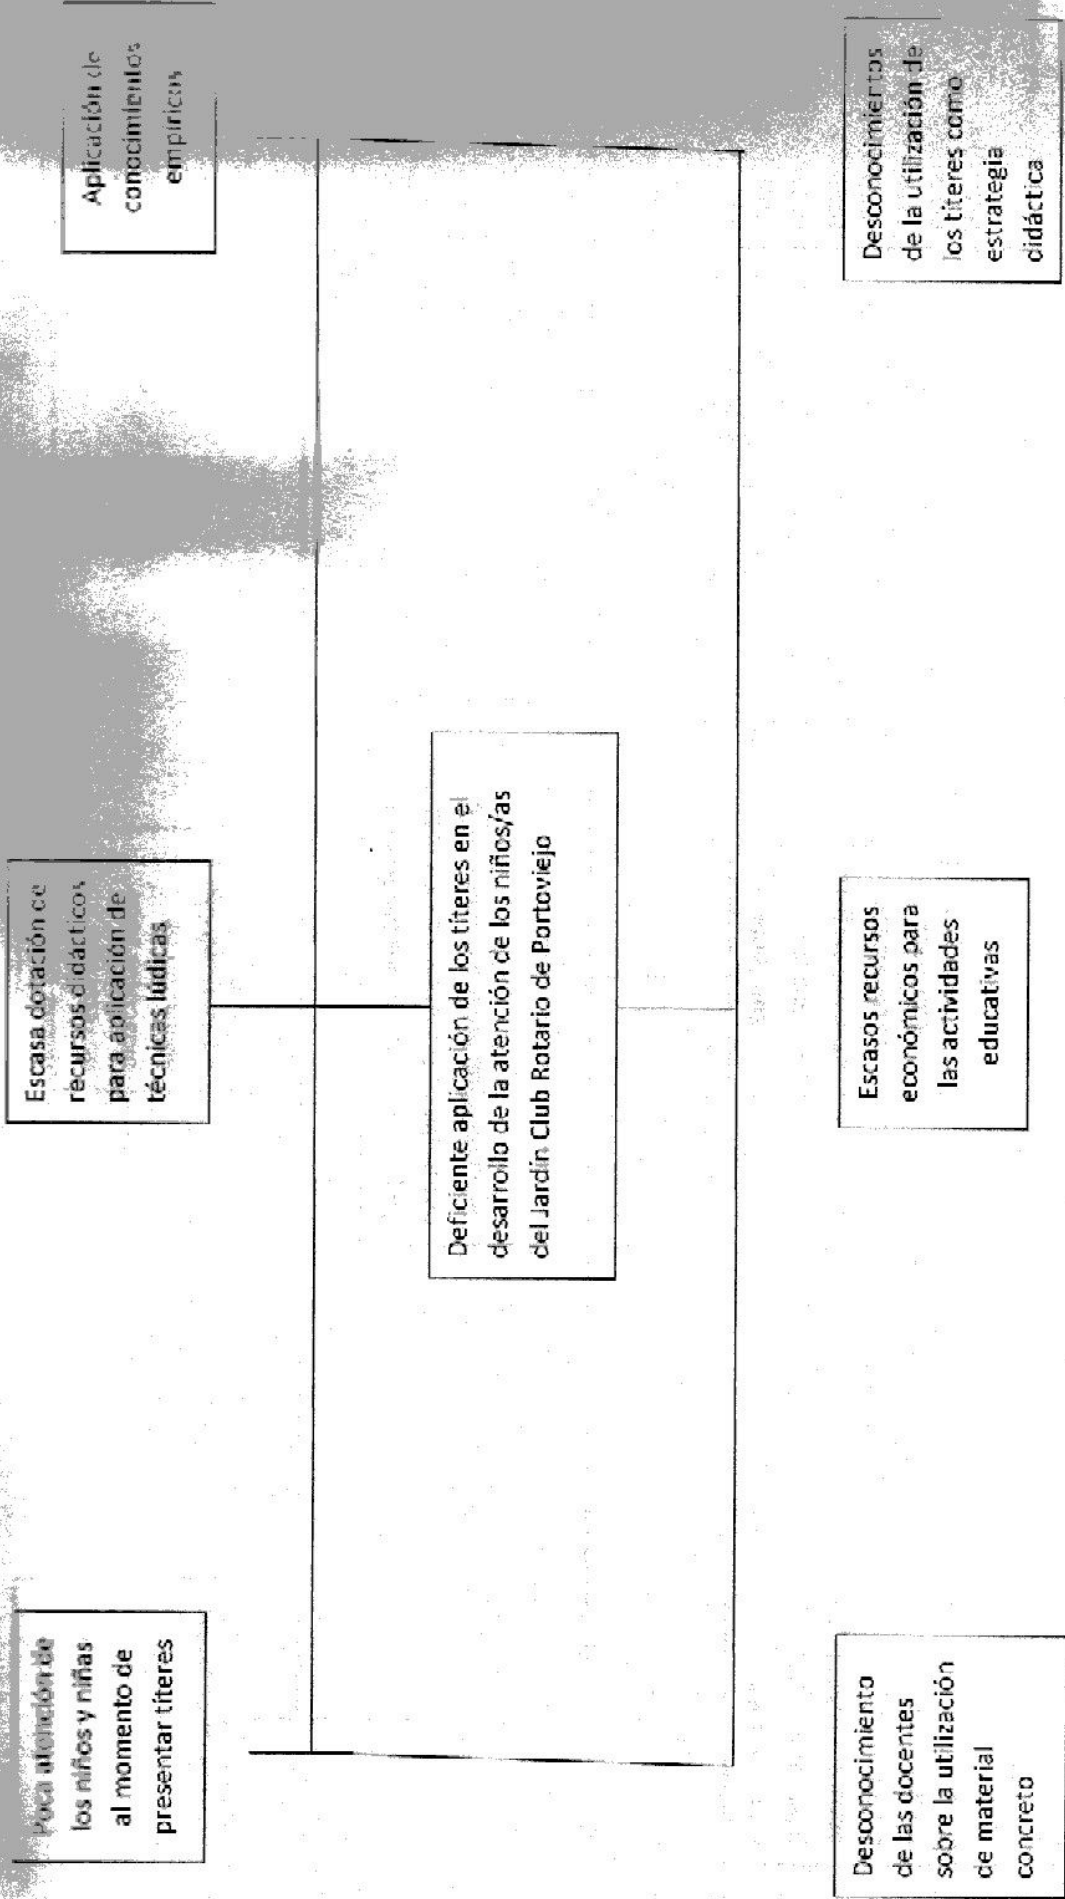 Poca atención de
los niños y niñas
al momento de
presentar títeres
Escasa dotación de
recursos didácticos
para aplicación de
técnicas lúdicas
Aplicación de
conocimientos
empíricos
Deficiente aplicación de los títeres en el
desarrollo de la atención de los niños/as
del Jardín Club Rotario de Portoviejo
Desconocimiento
de las docentes
sobre la utilización
de material
concreto
Escasos recursos
económicos para
las actividades
educativas
Desconocimientos
de la utilización de
los títeres como
estrategia
didáctica